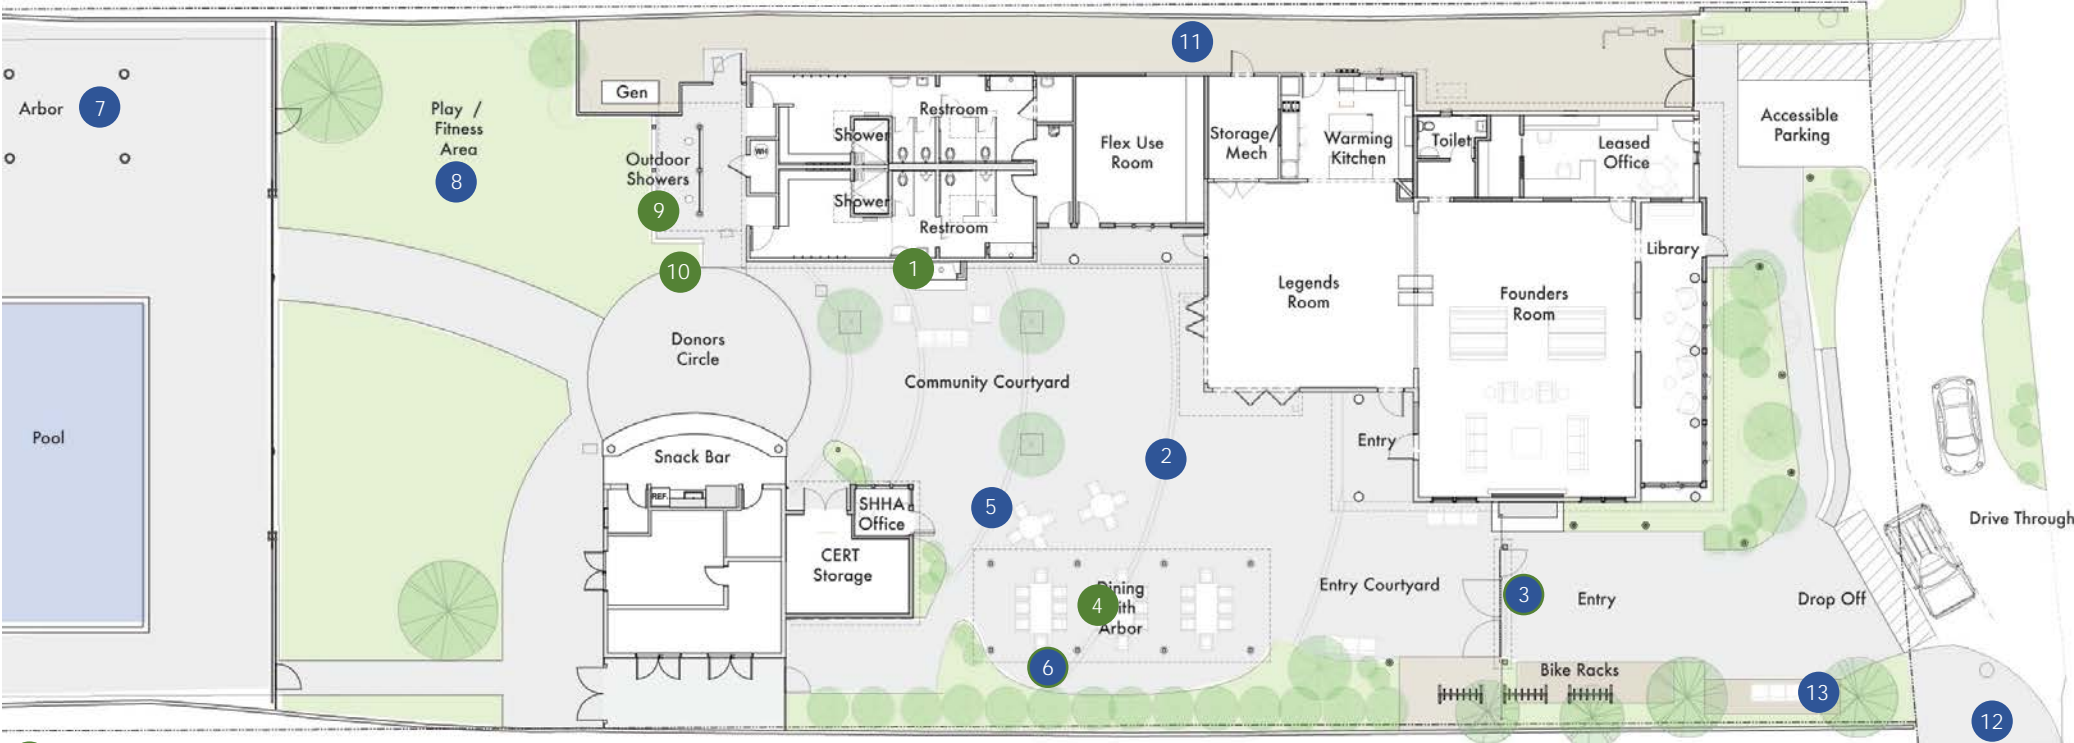 11
Gen
Arbor
7
Play /
Fitness
Area
8
Outdoor
Showers
9
10
WH
Shower
Shower
Restroom
Restroom
1
Flex Use
Room
Storage/
Mech
Warming
Kitchen
Toilet
Leased
Office
Accessible
Parking
Library
Legends
Room
Founders
Room
Donors
Circle
Community Courtyard
Pool
Snack Bar
REF.
Entry
2
5
SHHA
Office
CERT
Storage
Dining
4
ith
Arbor
6
Entry Courtyard
3
Entry
Drop Off
Drive Through
Bike Racks
13
12